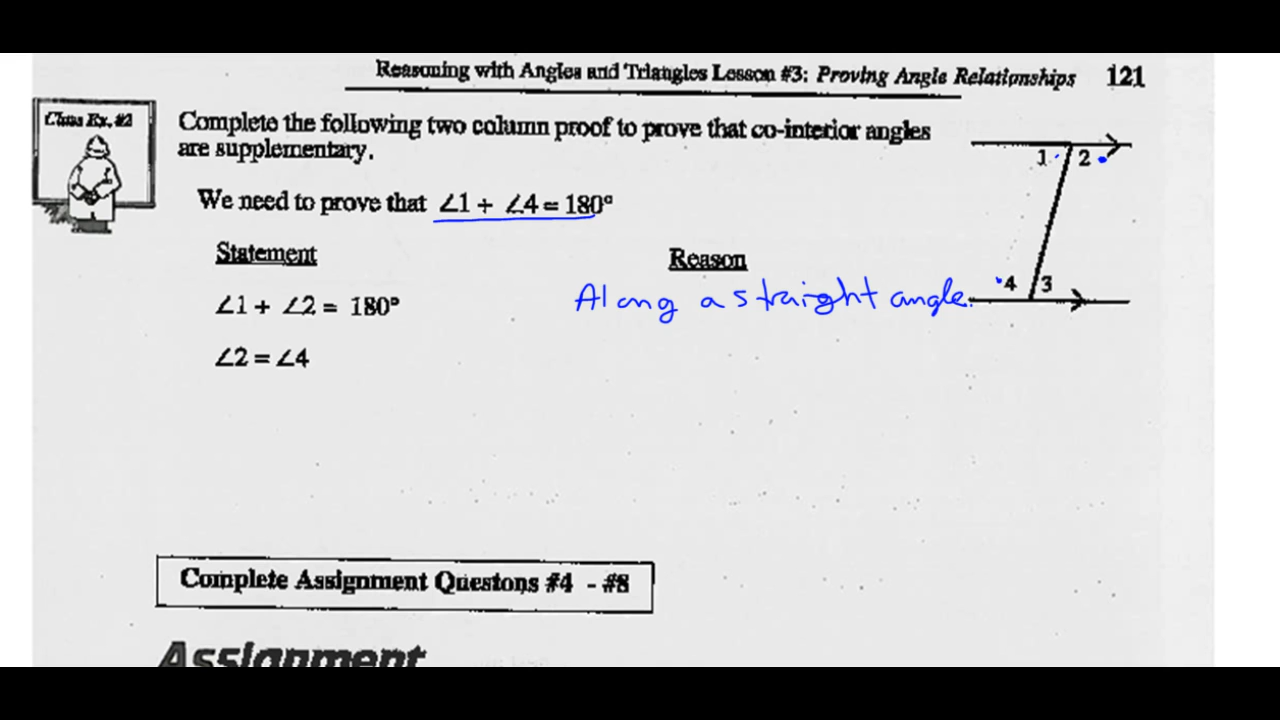 Reasoning with Angles and Triangles Lesson #3: Proving Angle Relationships 121
Class Ex. #2
Complete the following two column proof to prove that co-interior angles
are supplementary.
We need to prove that ∠1 + ∠4 = 180°
Statement Reason
∠1 + ∠2 = 180° Along a straight angle.
∠2 = ∠4
1 2
4 3
Complete Assignment Questons #4 - #8
Assignment